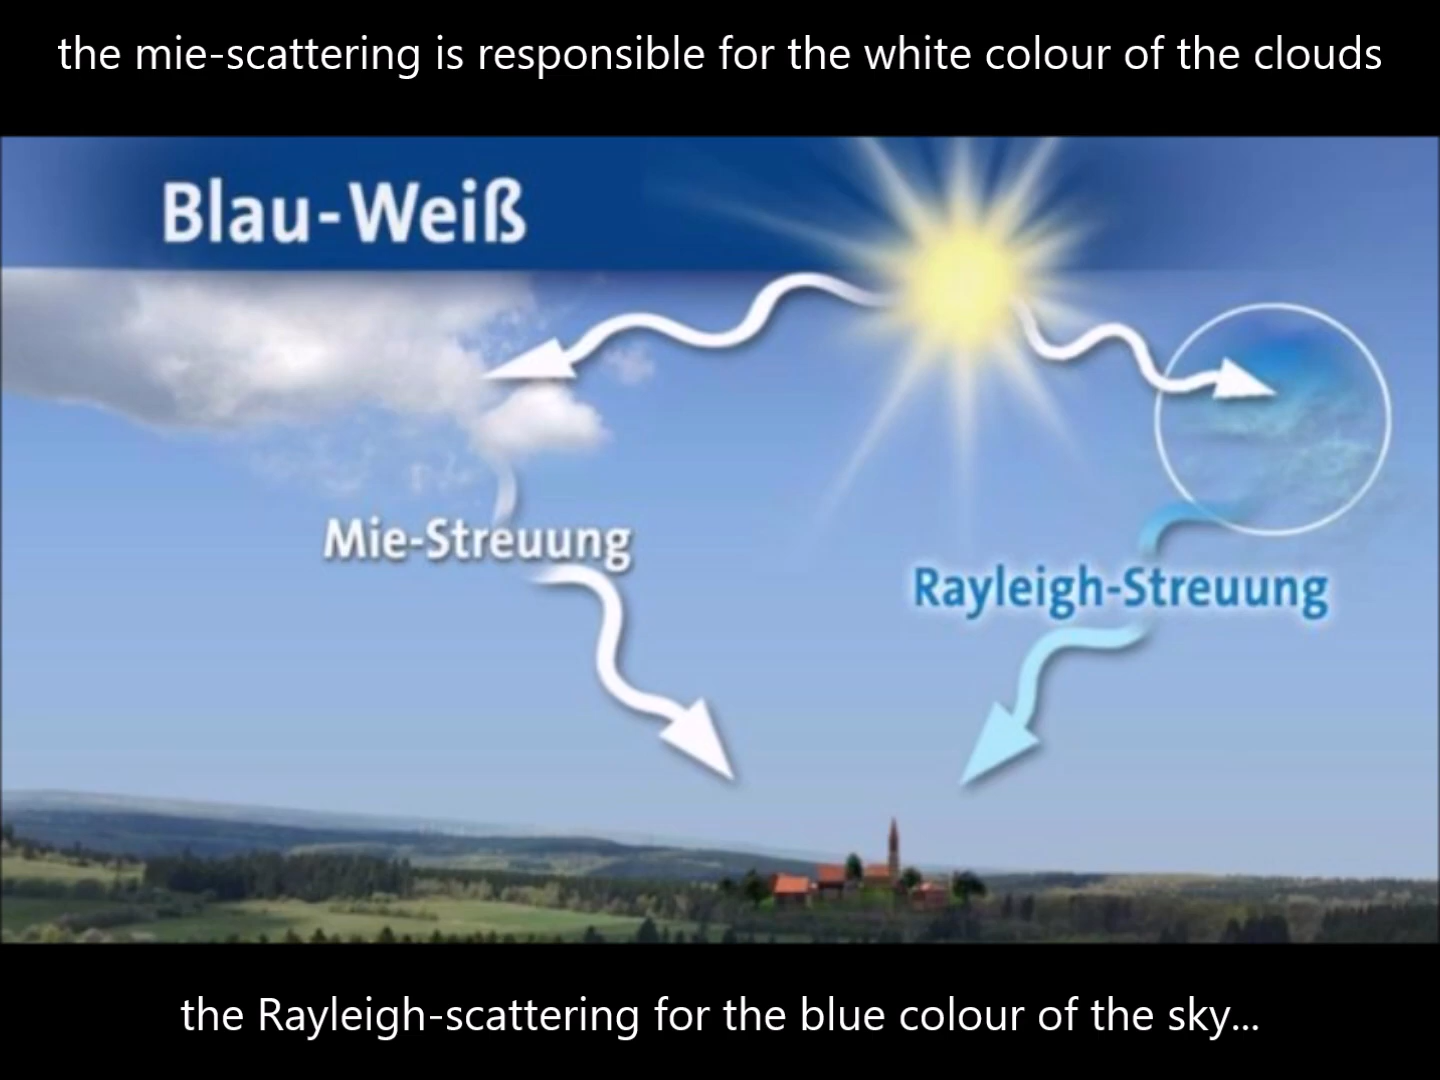 the mie-scattering is responsible for the white colour of the clouds
Blau-Weiß
Mie-Streuung
Rayleigh-Streuung
the Rayleigh-scattering for the blue colour of the sky...